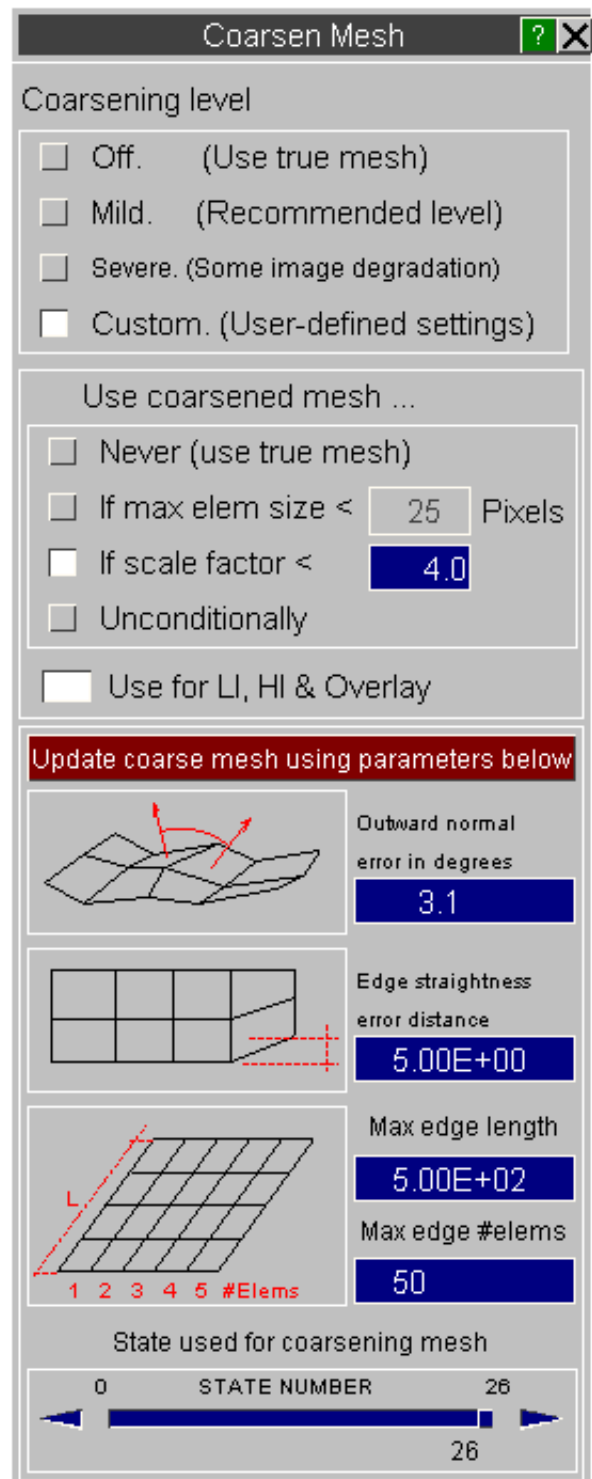 Coarsen Mesh ? X
Coarsening level
Off. (Use true mesh)
Mild. (Recommended level)
Severe. (Some image degradation)
Custom. (User-defined settings)
Use coarsened mesh ...
Never (use true mesh)
If max elem size < 25 Pixels
If scale factor < 4.0
Unconditionally
Use for LI, HI & Overlay
Update coarse mesh using parameters below
Outward normal
error in degrees
3.1
Edge straightness
error distance
5.00E+00
Max edge length
5.00E+02
Max edge #elems
50
L
1 2 3 4 5 #Elems
State used for coarsening mesh
0 STATE NUMBER 26
26